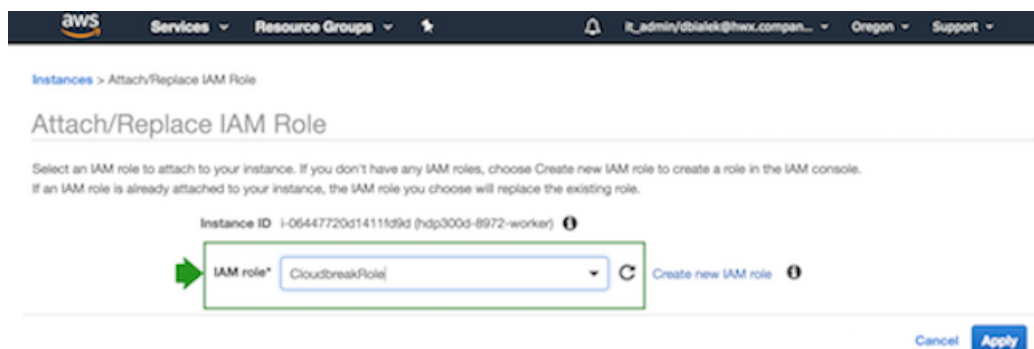 aws Services Resource Groups it_admin/dbialek@hwx.compan... Oregon Support
Instances > Attach/Replace IAM Role
Attach/Replace IAM Role
Select an IAM role to attach to your instance. If you don't have any IAM roles, choose Create new IAM role to create a role in the IAM console.
If an IAM role is already attached to your instance, the IAM role you choose will replace the existing role.
Instance ID i-06447720d1411fd9d (hdp300d-8972-worker)
IAM role* CloudbreakRole Create new IAM role
Cancel Apply